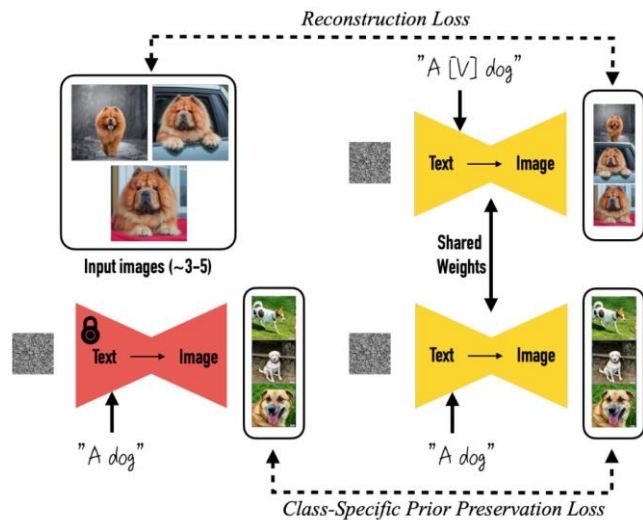 Reconstruction Loss
"A [V] dog"
Text → Image
Input images (~3-5)
Shared
Weights
Text → Image
Text → Image
"A dog"
"A dog"
Class-Specific Prior Preservation Loss